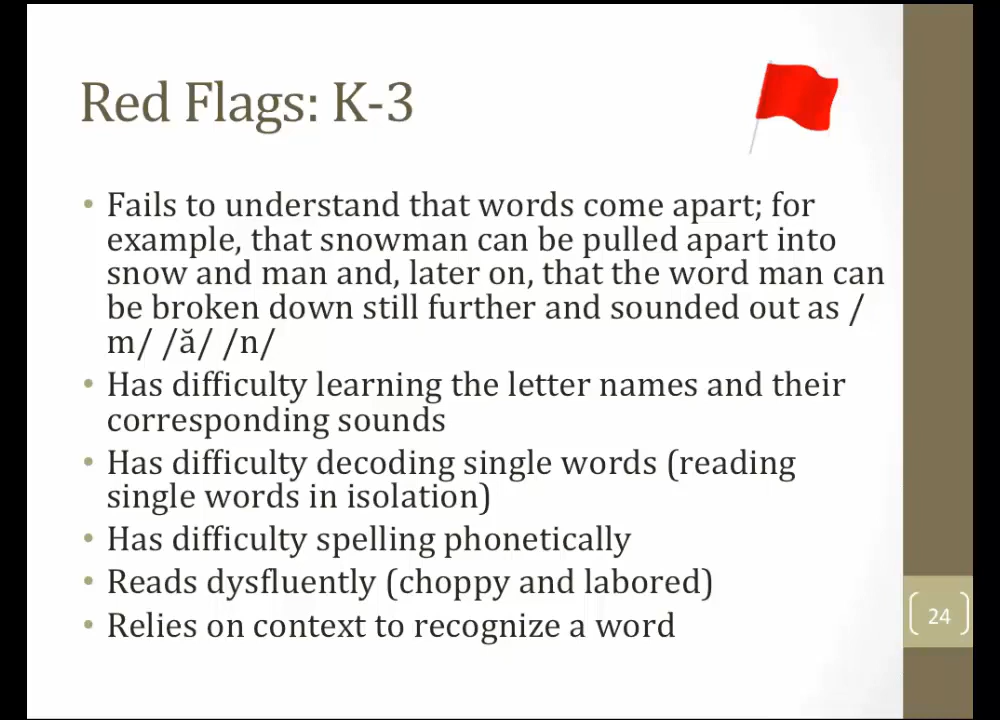 Red Flags: K-3
• Fails to understand that words come apart; for
example, that snowman can be pulled apart into
snow and man and, later on, that the word man can
be broken down still further and sounded out as /
m/ /ă/ /n/
• Has difficulty learning the letter names and their
corresponding sounds
• Has difficulty decoding single words (reading
single words in isolation)
• Has difficulty spelling phonetically
• Reads dysfluently (choppy and labored)
• Relies on context to recognize a word
24